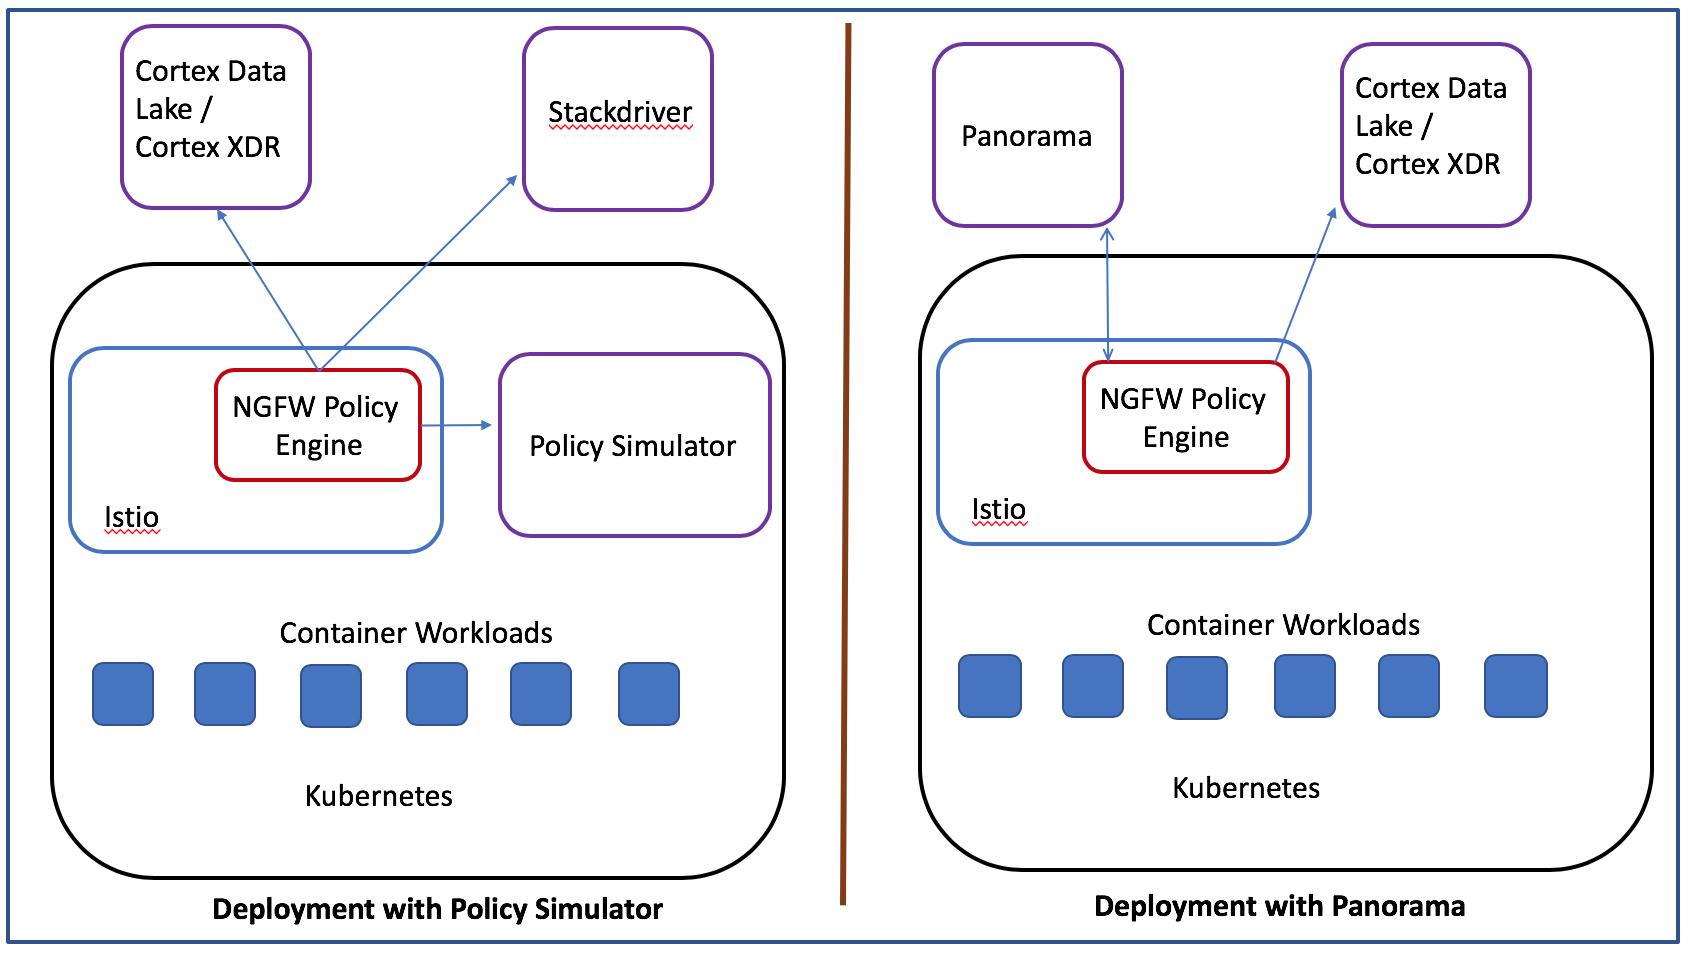 Cortex Data
Lake /
Cortex XDR
Stackdriver
NGFW Policy
Engine
Policy Simulator
Istio
Container Workloads
Kubernetes
Deployment with Policy Simulator
Panorama
Cortex Data
Lake /
Cortex XDR
NGFW Policy
Engine
Istio
Container Workloads
Kubernetes
Deployment with Panorama